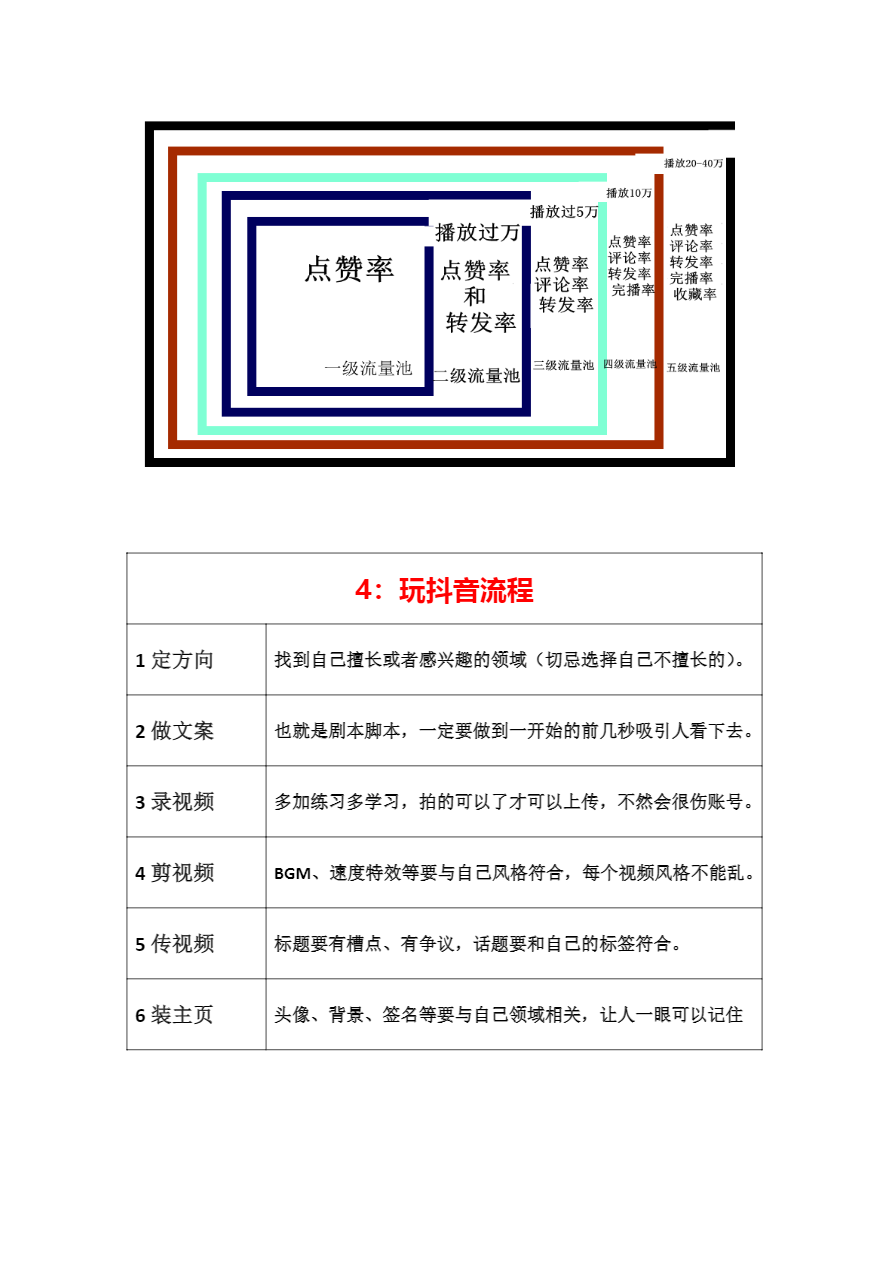 点赞率
一级流量池
播放过万
点赞率
和
转发率
二级流量池
播放过5万
点赞率
评论率
转发率
三级流量池
播放10万
点赞率
评论率
转发率
完播率
四级流量池
播放20-40万
点赞率
评论率
转发率
完播率
收藏率
五级流量池
4：玩抖音流程
1 定方向
找到自己擅长或者感兴趣的领域（切忌选择自己不擅长的）。
2 做文案
也就是剧本脚本，一定要做到一开始的前几秒吸引人看下去。
3 录视频
多加练习多学习，拍的可以了才可以上传，不然会很伤账号。
4 剪视频
BGM、速度特效等要与自己风格符合，每个视频风格不能乱。
5 传视频
标题要有槽点、有争议，话题要和自己的标签符合。
6 装主页
头像、背景、签名等要与自己领域相关，让人一眼可以记住